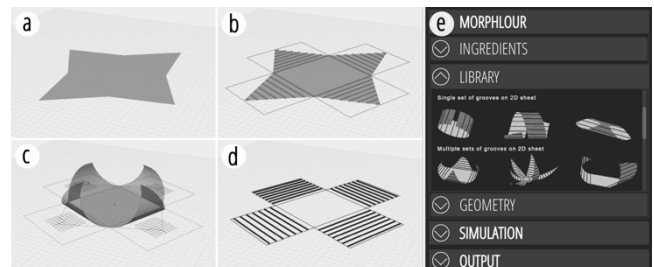 a
b
c
d
e MORPHLOUR
INGREDIENTS
LIBRARY
Single set of grooves on 2D sheet
Multiple sets of grooves on 2D sheet
GEOMETRY
SIMULATION
OUTPUT